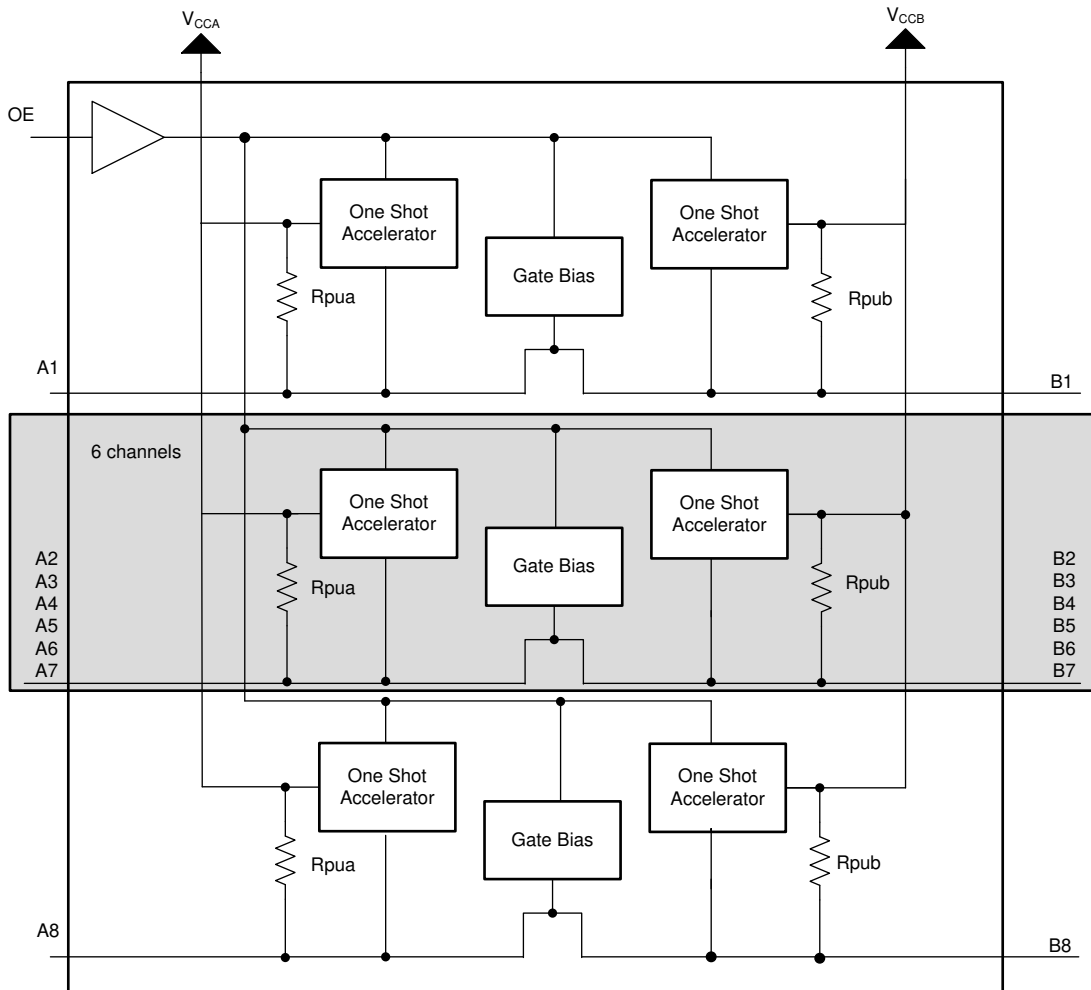 VCCA
VCCB
OE
One Shot
Accelerator
One Shot
Accelerator
Gate Bias
Rpua
Rpub
A1
B1
6 channels
One Shot
Accelerator
One Shot
Accelerator
Gate Bias
Rpua
Rpub
A2
A3
A4
A5
A6
A7
B2
B3
B4
B5
B6
B7
One Shot
Accelerator
One Shot
Accelerator
Gate Bias
Rpua
Rpub
A8
B8